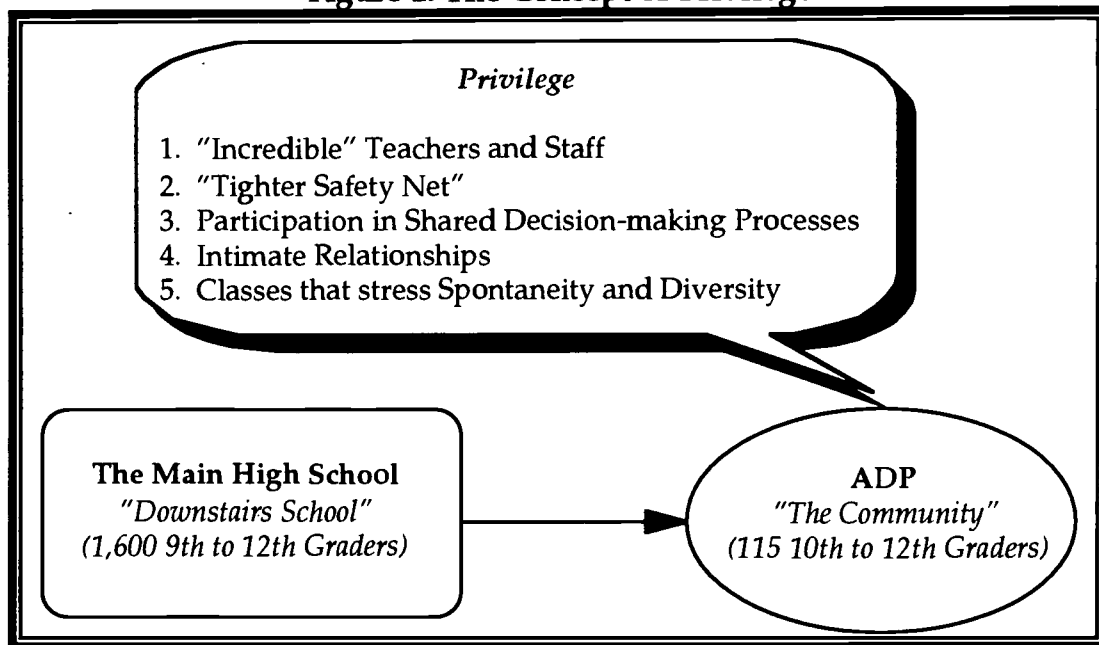 Privilege
1. "Incredible" Teachers and Staff
2. "Tighter Safety Net"
3. Participation in Shared Decision-making Processes
4. Intimate Relationships
5. Classes that stress Spontaneity and Diversity
The Main High School
"Downstairs School"
(1,600 9th to 12th Graders)
ADP
"The Community"
(115 10th to 12th Graders)